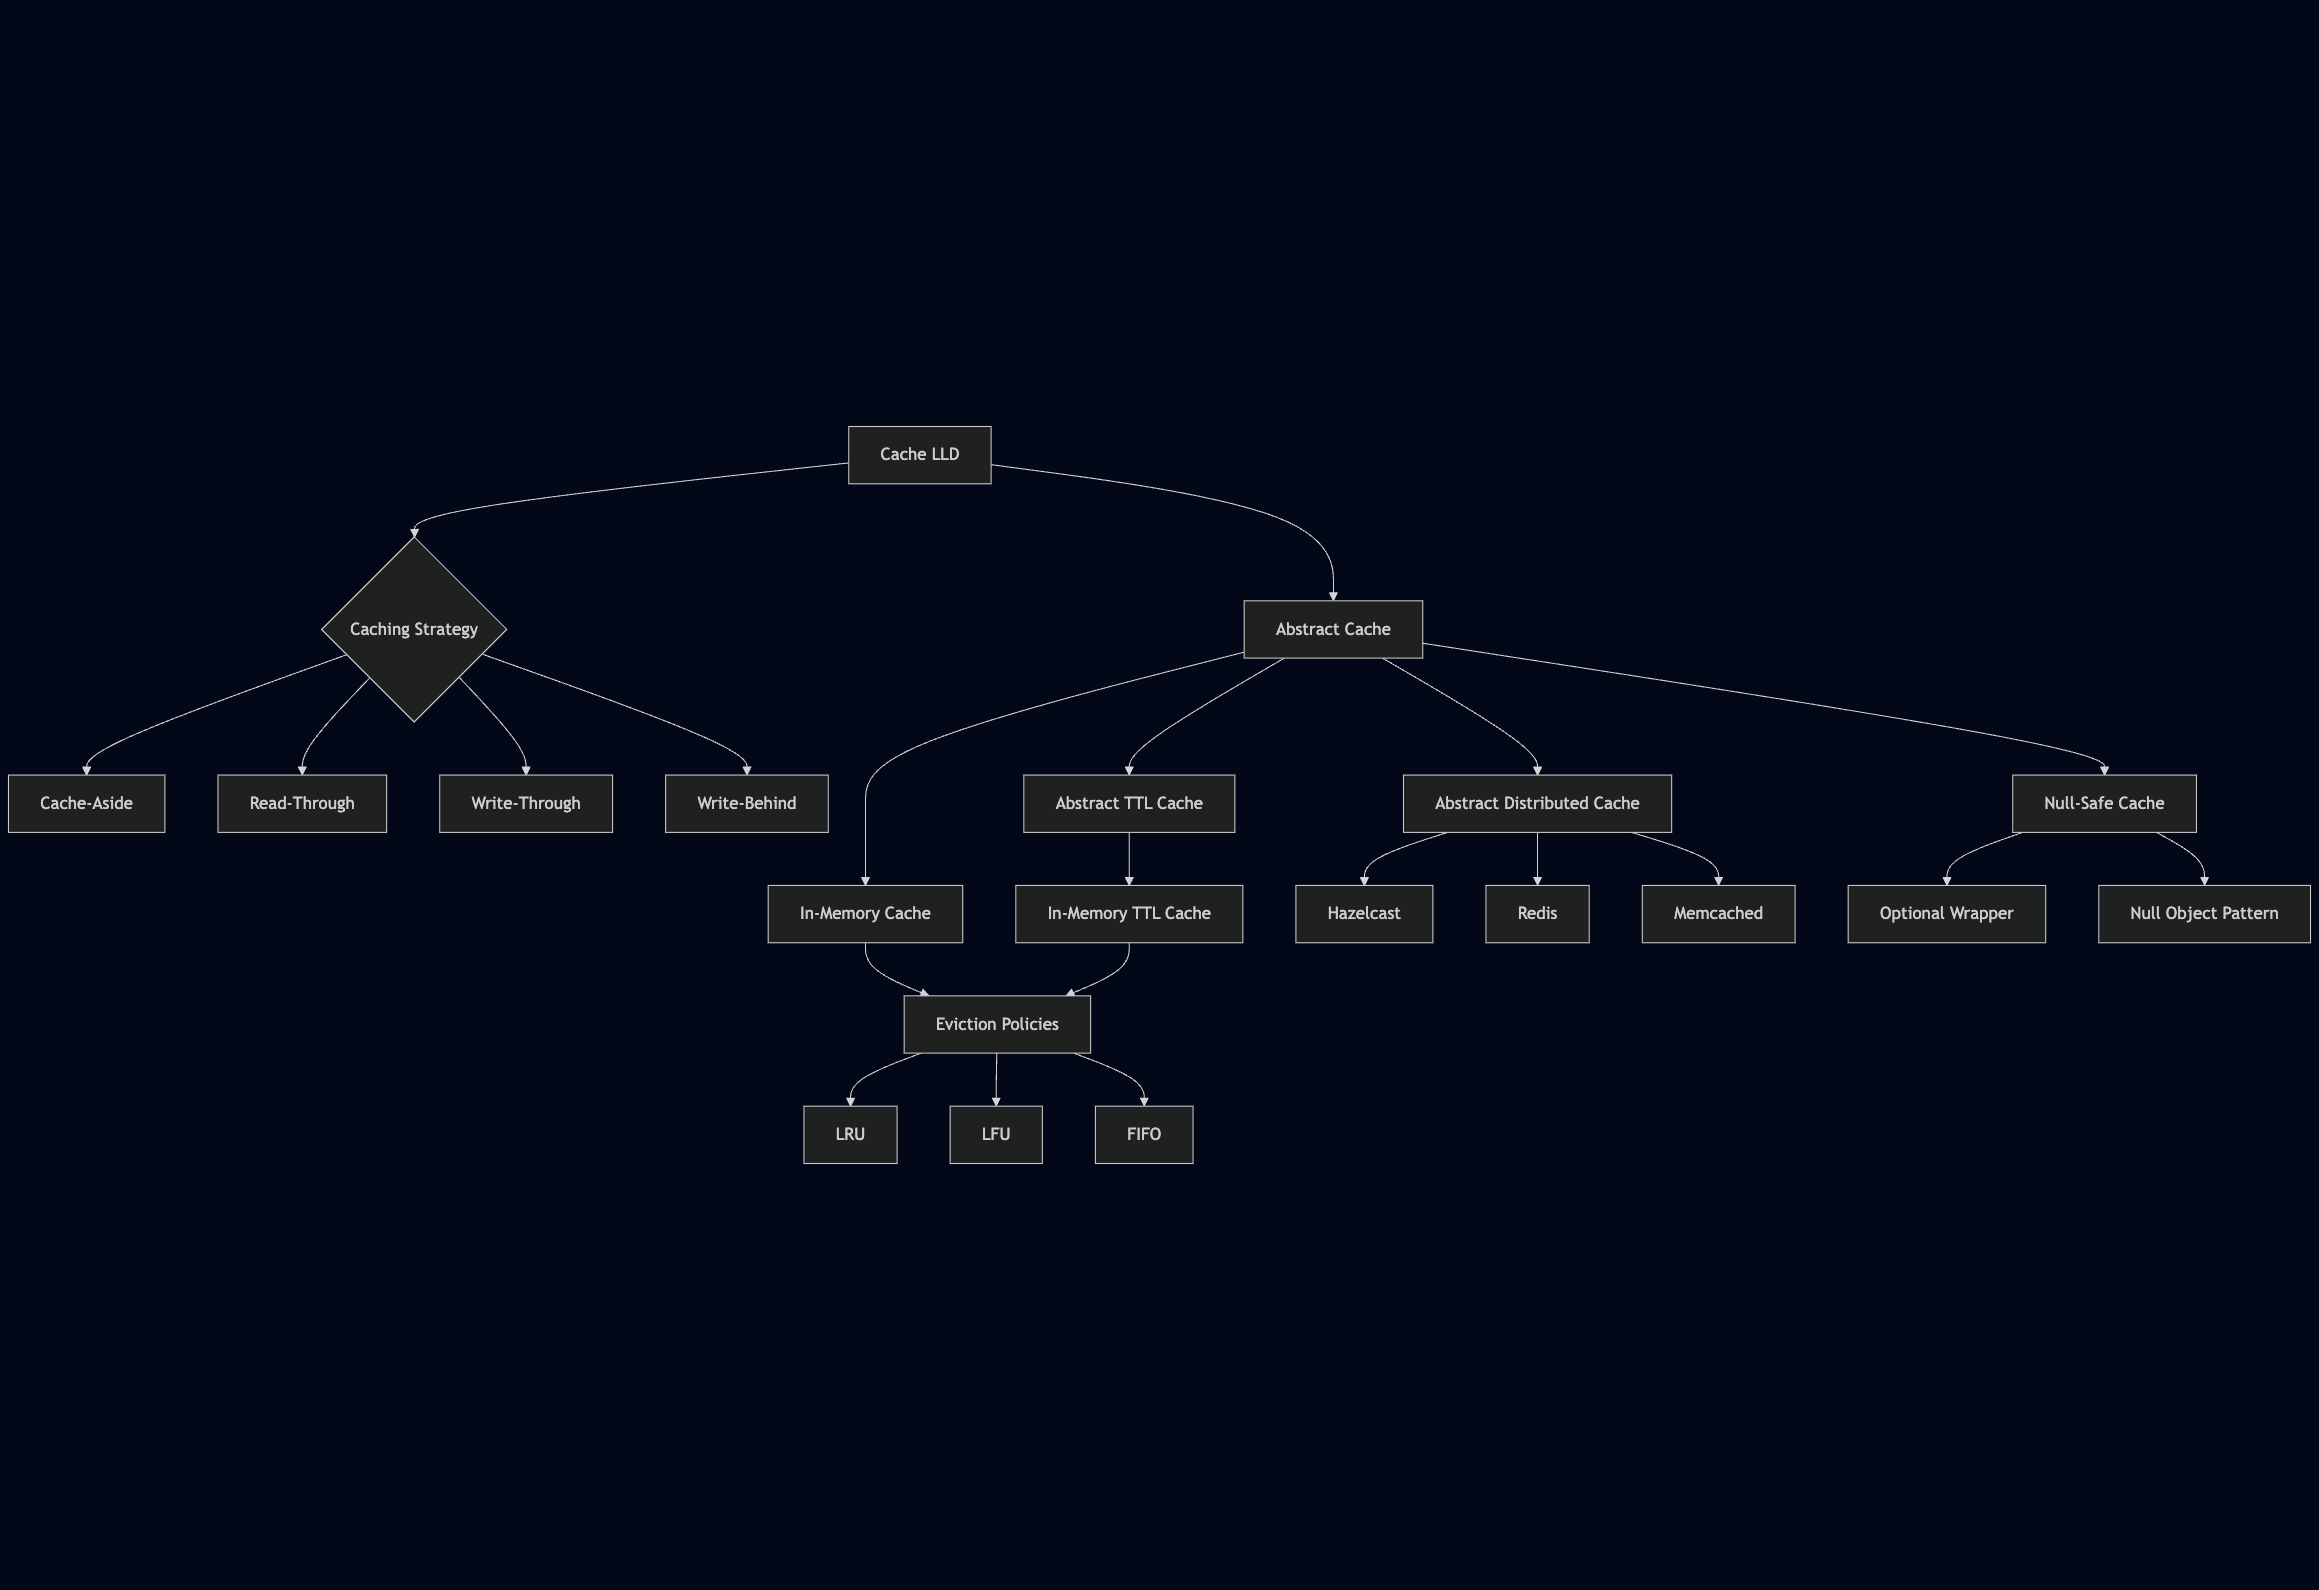 Cache LLD
Caching Strategy
Abstract Cache
Cache-Aside
Read-Through
Write-Through
Write-Behind
Abstract TTL Cache
Abstract Distributed Cache
Null-Safe Cache
In-Memory Cache
In-Memory TTL Cache
Hazelcast
Redis
Memcached
Optional Wrapper
Null Object Pattern
Eviction Policies
LRU
LFU
FIFO